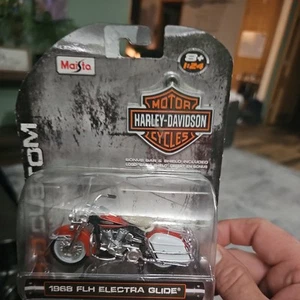 Maisto
8+
1:24
MOTOR
HARLEY-DAVIDSON
CYCLES
CUSTOM
1968 FLH ELECTRA GLIDE